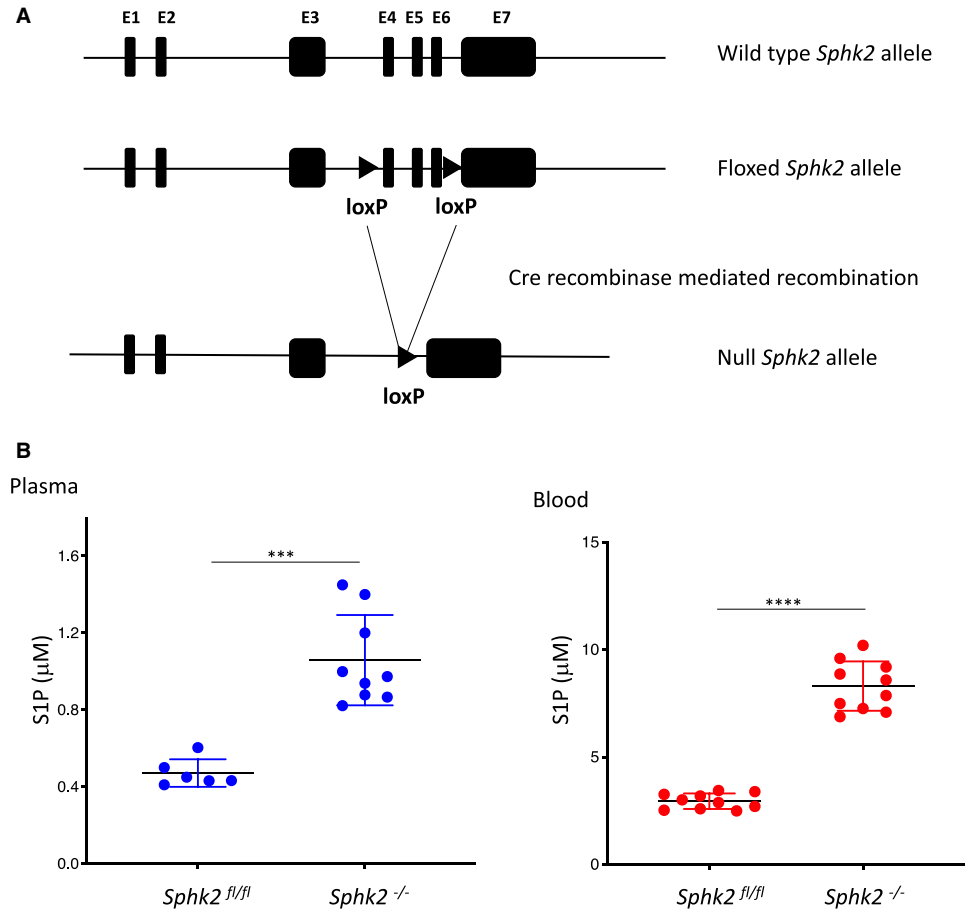 A
E1 E2 E3 E4 E5 E6 E7
Wild type Sphk2 allele
Floxed Sphk2 allele
loxP loxP
Cre recombinase mediated recombination
Null Sphk2 allele
loxP
B
Plasma
S1P (µM)
1.6
1.2
0.8
0.4
0.0
***
Sphk2 fl/fl Sphk2 -/-
Blood
S1P (µM)
15
10
5
0
****
Sphk2 fl/fl Sphk2 -/-